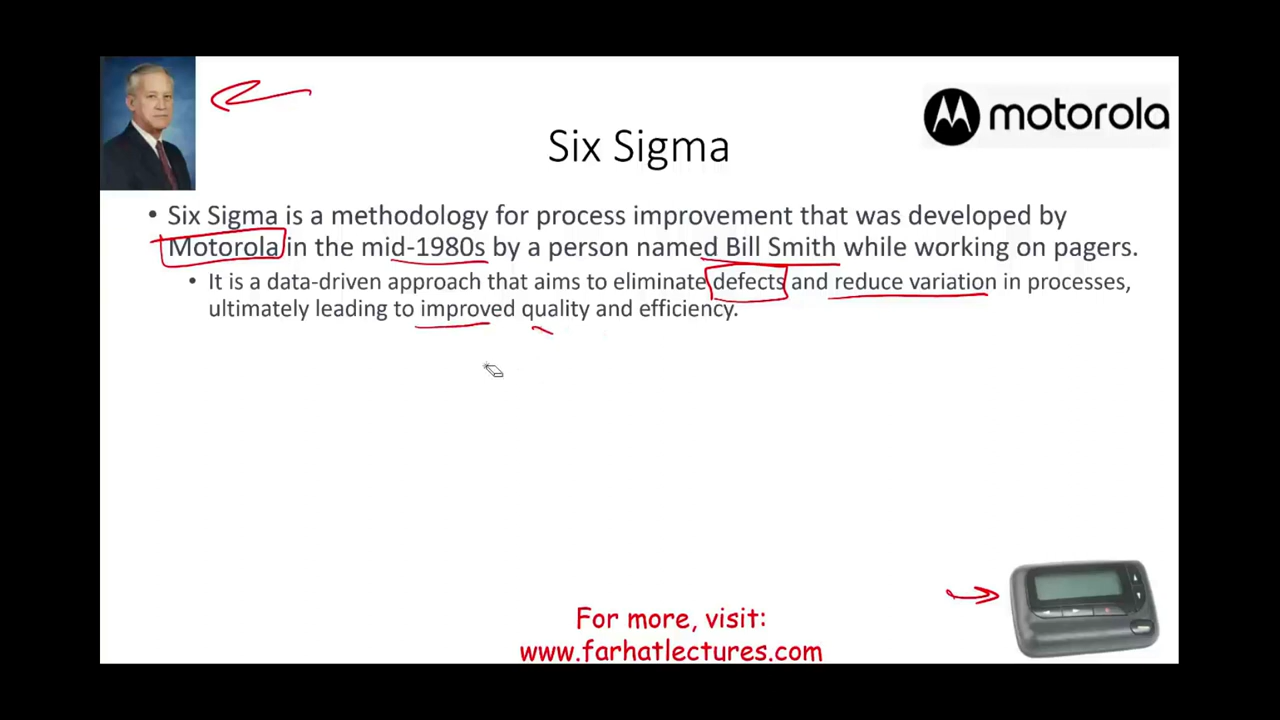 motorola
Six Sigma
• Six Sigma is a methodology for process improvement that was developed by
Motorola in the mid-1980s by a person named Bill Smith while working on pagers.
• It is a data-driven approach that aims to eliminate defects and reduce variation in processes,
ultimately leading to improved quality and efficiency.
For more, visit:
www.farhatlectures.com